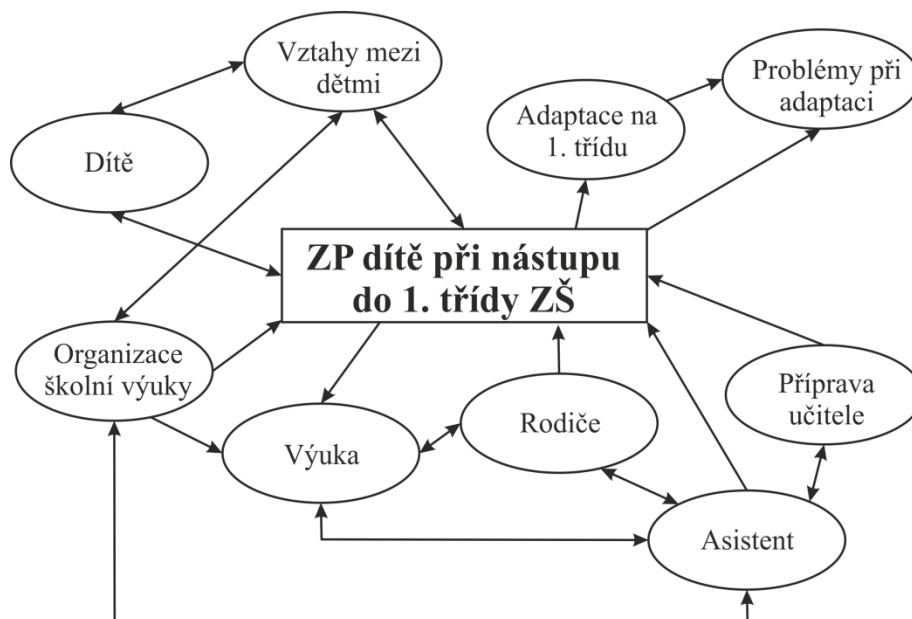 Vztahy mezi
dětmi
Problémy při
adaptaci
Adaptace na
1. třídu
Dítě
ZP dítě při nástupu
do 1. třídy ZŠ
Organizace
školní výuky
Příprava
učitele
Rodiče
Výuka
Asistent